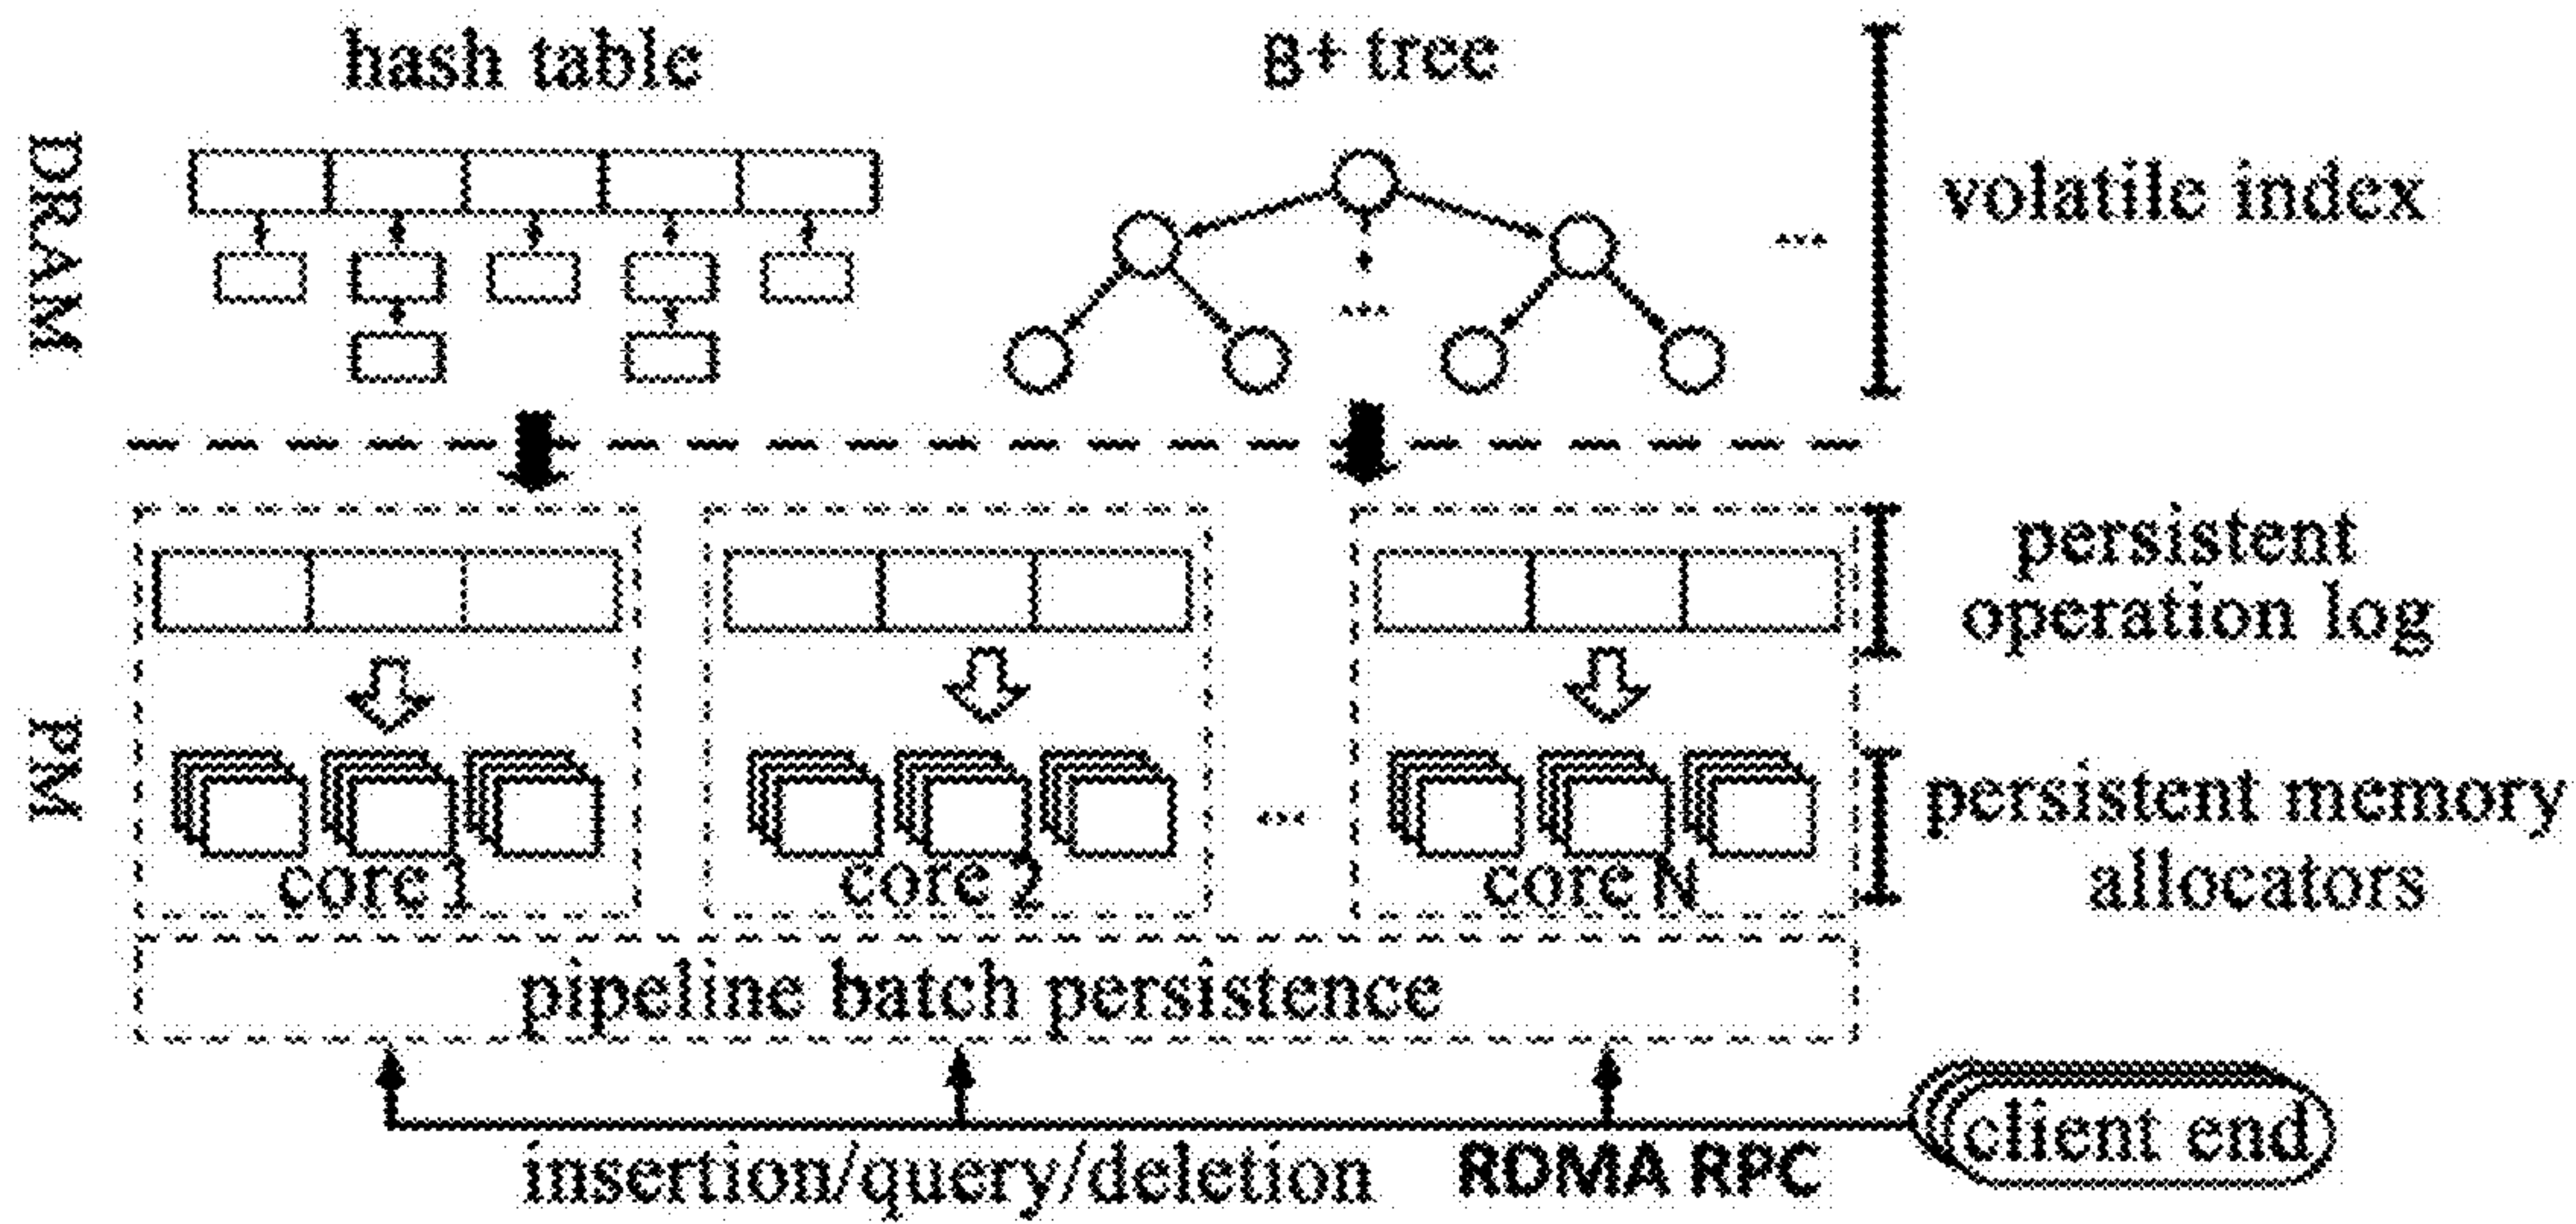 hash table
B+ tree
DRAM
volatile index
...
...
persistent
operation log
PM
persistent memory
allocators
...
core 1
core 2
core N
pipeline batch persistence
client end
insertion/query/deletion
RDMA RPC